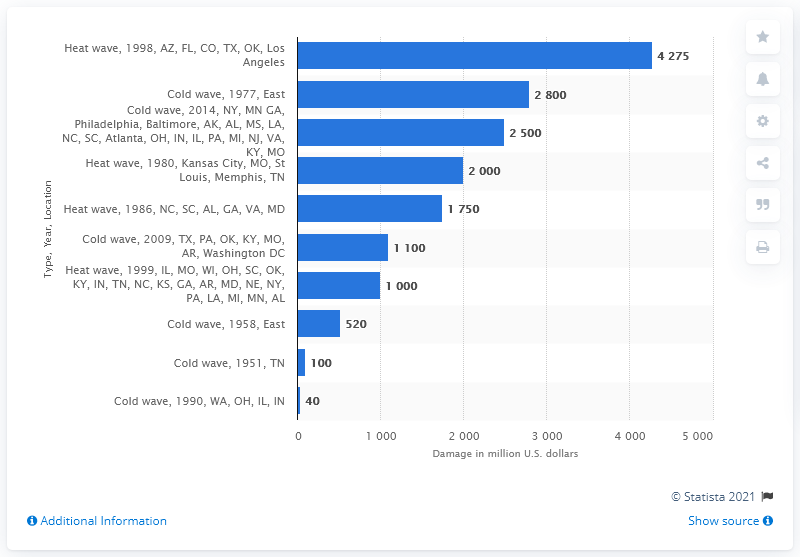 Heat wave, 1998, AZ, FL, CO, TX, OK, Los
Angeles
4 275
Cold wave, 1977, East
2 800
Cold wave, 2014, NY, MN GA,
Philadelphia, Baltimore, AK, AL, MS, LA,
NC, SC, Atlanta, OH, IN, IL, PA, MI, NJ, VA,
KY, MO
2 500
Heat wave, 1980, Kansas City, MO, St
Louis, Memphis, TN
2 000
Heat wave, 1986, NC, SC, AL, GA, VA, MD
1 750
Cold wave, 2009, TX, PA, OK, KY, MO,
AR, Washington DC
1 100
Heat wave, 1999, IL, MO, WI, OH, SC, OK,
KY, IN, TN, NC, KS, GA, AR, MD, NE, NY,
PA, LA, MI, MN, AL
1 000
Cold wave, 1958, East
520
Cold wave, 1951, TN
100
Cold wave, 1990, WA, OH, IL, IN
40
Type, Year, Location
0 1 000 2 000 3 000 4 000 5 000
Damage in million U.S. dollars
© Statista 2021
Additional Information
Show source